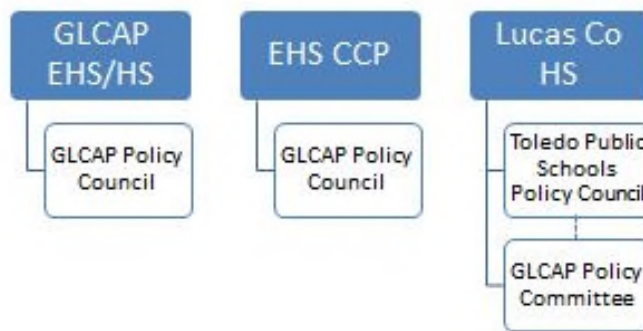 GLCAP
EHS/HS
GLCAP Policy
Council
EHS CCP
GLCAP Policy
Council
Lucas Co
HS
Toledo Public
Schools
Policy Council
GLCAP Policy
Committee